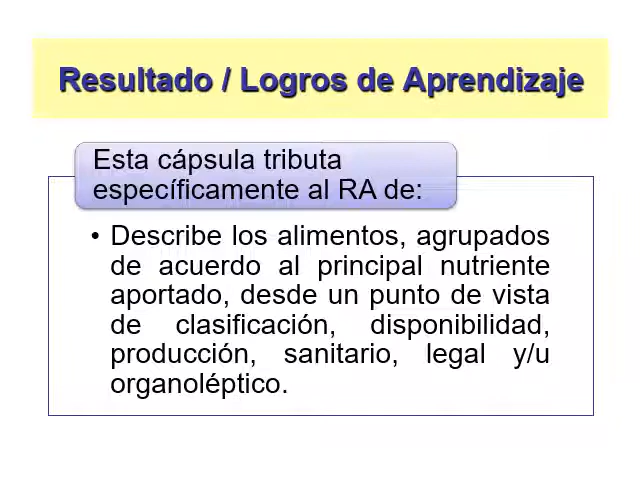 Resultado / Logros de Aprendizaje
Esta cápsula tributa
específicamente al RA de:
• Describe los alimentos, agrupados
de acuerdo al principal nutriente
aportado, desde un punto de vista
de clasificación, disponibilidad,
producción, sanitario, legal y/u
organoléptico.